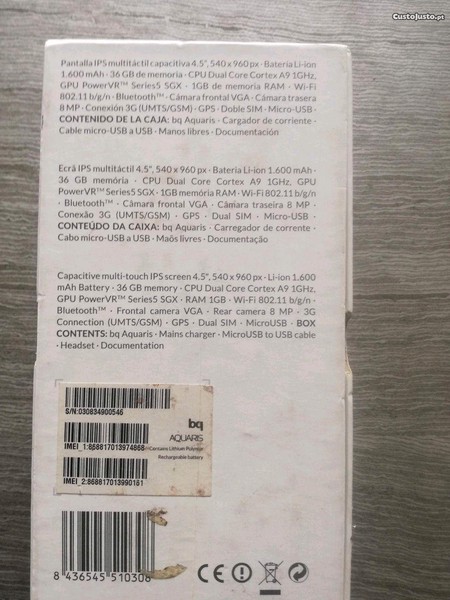 CustoJusto.pt
Pantalla IPS multitáctil capacitiva 4.5", 540 x 960 px · Batería Li-ion
1.600 mAh · 36 GB de memoria · CPU Dual Core Cortex A9 1GHz,
GPU PowerVR™ Series5 SGX · 1GB de memoria RAM · Wi-Fi
802.11 b/g/n · Bluetooth™ · Cámara frontal VGA · Cámara trasera
8 MP · Conexión 3G (UMTS/GSM) · GPS · Doble SIM · Micro-USB ·
CONTENIDO DE LA CAJA: bq Aquaris · Cargador de corriente ·
Cable micro-USB a USB · Manos libres · Documentación
Ecrã IPS multitáctil 4.5", 540 x 960 px · Bateria Li-ion 1.600 mAh ·
36 GB memória · CPU Dual Core Cortex A9 1GHz, GPU
PowerVR™ Series5 SGX · 1GB memória RAM · Wi-Fi 802.11 b/g/n ·
Bluetooth™ · Câmara frontal VGA · Câmara traseira 8 MP ·
Conexão 3G (UMTS/GSM) · GPS · Dual SIM · Micro-USB ·
CONTEÚDO DA CAIXA: bq Aquaris · Carregador de corrente ·
Cabo micro-USB a USB · Maõs livres · Documentação
Capacitive multi-touch IPS screen 4.5", 540 x 960 px · Li-ion 1.600
mAh Battery · 36 GB memory · CPU Dual Core Cortex A9 1GHz,
GPU PowerVR™ Series5 SGX · RAM 1GB · Wi-Fi 802.11 b/g/n ·
Bluetooth™ · Frontal camera VGA · Rear camera 8 MP · 3G
Connection (UMTS/GSM) · GPS · Dual SIM · MicroUSB · BOX
CONTENTS: bq Aquaris · Mains charger · MicroUSB to USB cable
· Headset · Documentation
S/N:030834900546
bq
AQUARIS
IMEI_1:868817013974868
Contains Lithium Polymer
Rechargeable battery
IMEI_2:868817013990161
8 436545 510308
CE